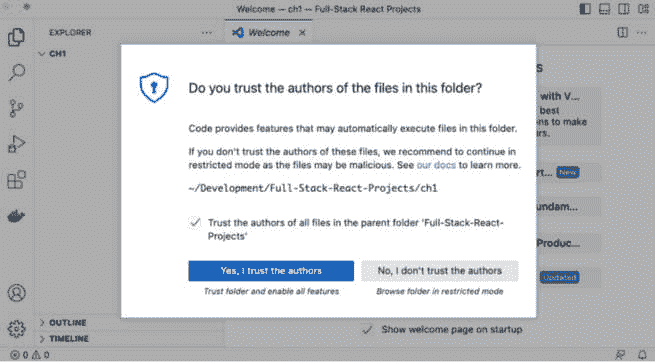 Welcome — ch1 — Full-Stack React Projects
EXPLORER
CH1
Welcome
Do you trust the authors of the files in this folder?
Code provides features that may automatically execute files in this folder.
If you don't trust the authors of these files, we recommend to continue in
restricted mode as the files may be malicious. See our docs to learn more.
~/Development/Full-Stack-React-Projects/ch1
Trust the authors of all files in the parent folder 'Full-Stack-React-
Projects'
Yes, I trust the authors
No, I don't trust the authors
Trust folder and enable all features
Browse folder in restricted mode
s
with V...
best
ons to make
urs.
rt...
New
undam...
Produc...
Updated
OUTLINE
TIMELINE
Show welcome page on startup
0
0